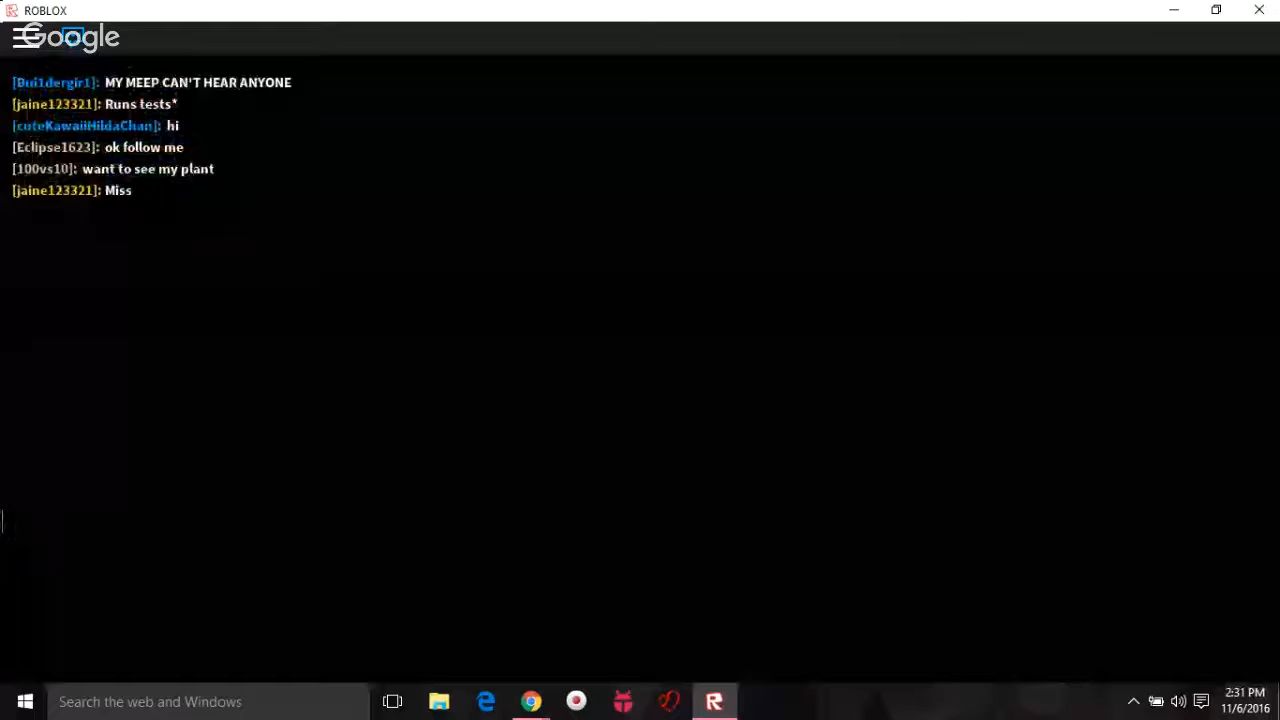 ROBLOX
Google
[Bui1dergir1]: MY MEEP CAN'T HEAR ANYONE
[jaine123321]: Runs tests*
[cuteKawaiiHildaChan]: hi
[Eclipse1623]: ok follow me
[100vs10]: want to see my plant
[jaine123321]: Miss
Search the web and Windows
2:31 PM
11/6/2016